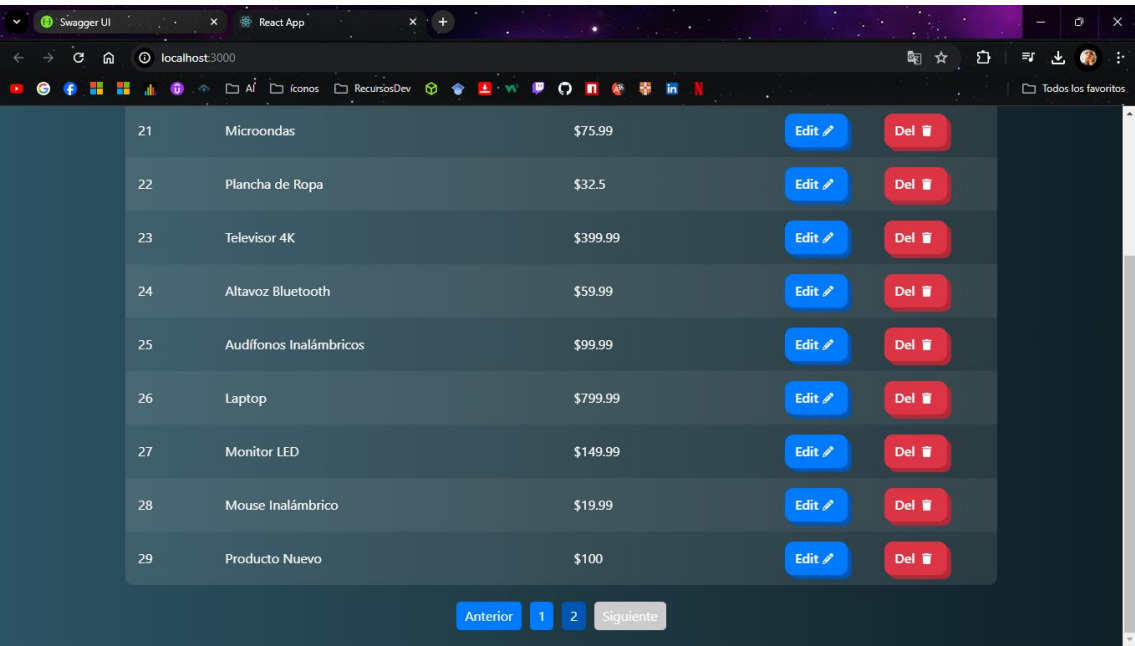 Swagger UI React App
localhost:3000
AI íconos RecursosDev Todos los favoritos
21 Microondas $75.99 Edit Del
22 Plancha de Ropa $32.5 Edit Del
23 Televisor 4K $399.99 Edit Del
24 Altavoz Bluetooth $59.99 Edit Del
25 Audífonos Inalámbricos $99.99 Edit Del
26 Laptop $799.99 Edit Del
27 Monitor LED $149.99 Edit Del
28 Mouse Inalámbrico $19.99 Edit Del
29 Producto Nuevo $100 Edit Del
Anterior 1 2 Siguiente